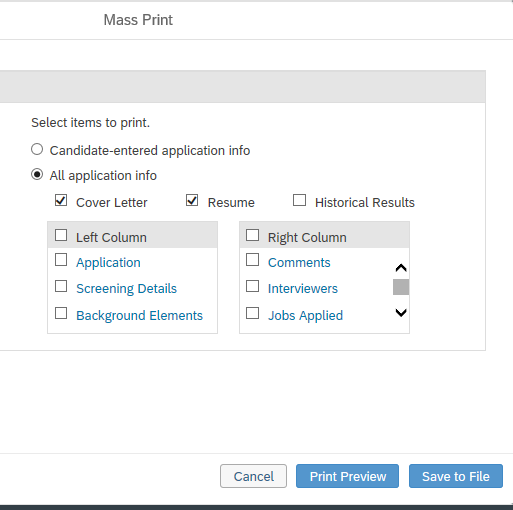 Mass Print
Select items to print.
Candidate-entered application info
All application info
Cover Letter Resume Historical Results
Left Column Right Column
Application Comments
Screening Details Interviewers
Background Elements Jobs Applied
Cancel Print Preview Save to File